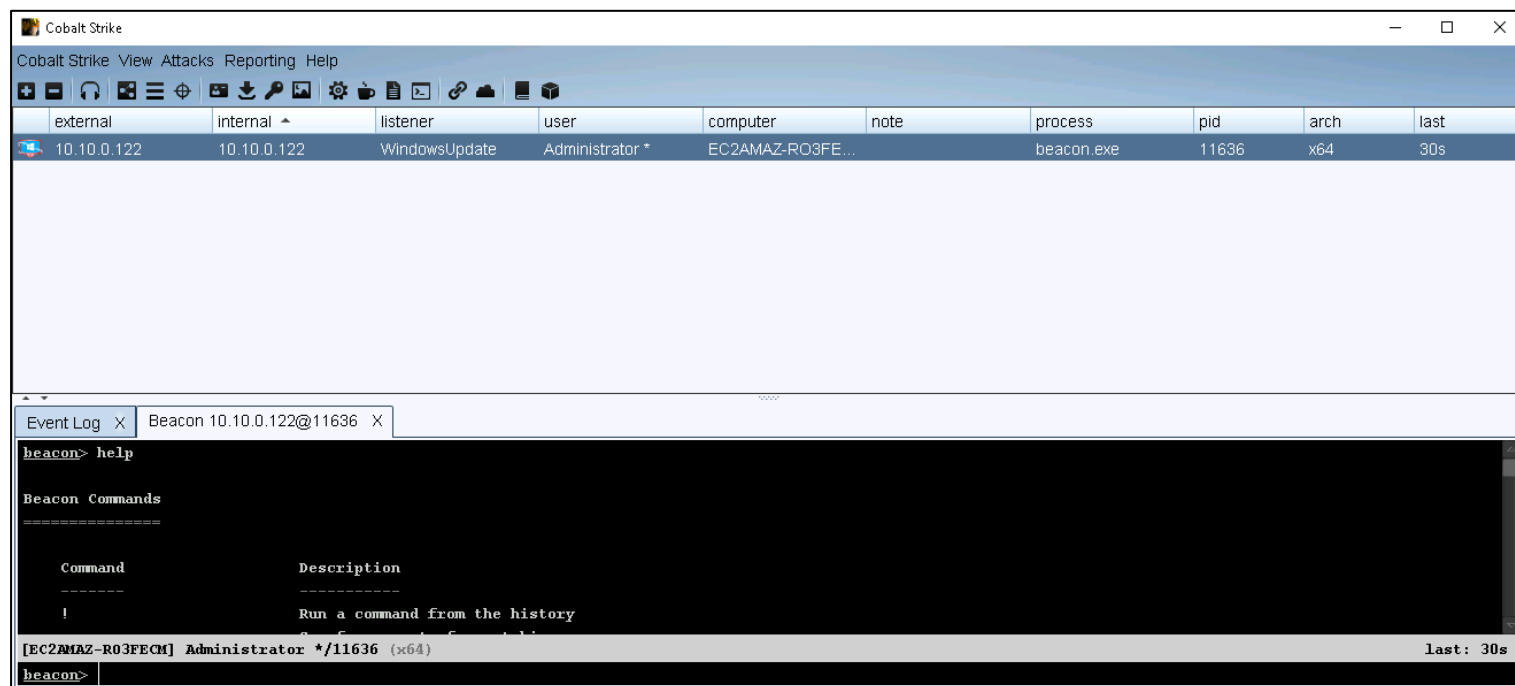 Cobalt Strike
Cobalt Strike View Attacks Reporting Help
external internal listener user computer note process pid arch last
10.10.0.122 10.10.0.122 WindowsUpdate Administrator * EC2AMAZ-RO3FE... beacon.exe 11636 x64 30s
Event Log X Beacon 10.10.0.122@11636 X
beacon> help
Beacon Commands
===============
Command Description
------- -----------
! Run a command from the history
[EC2AMAZ-RO3FECM] Administrator */11636 (x64) last: 30s
beacon>